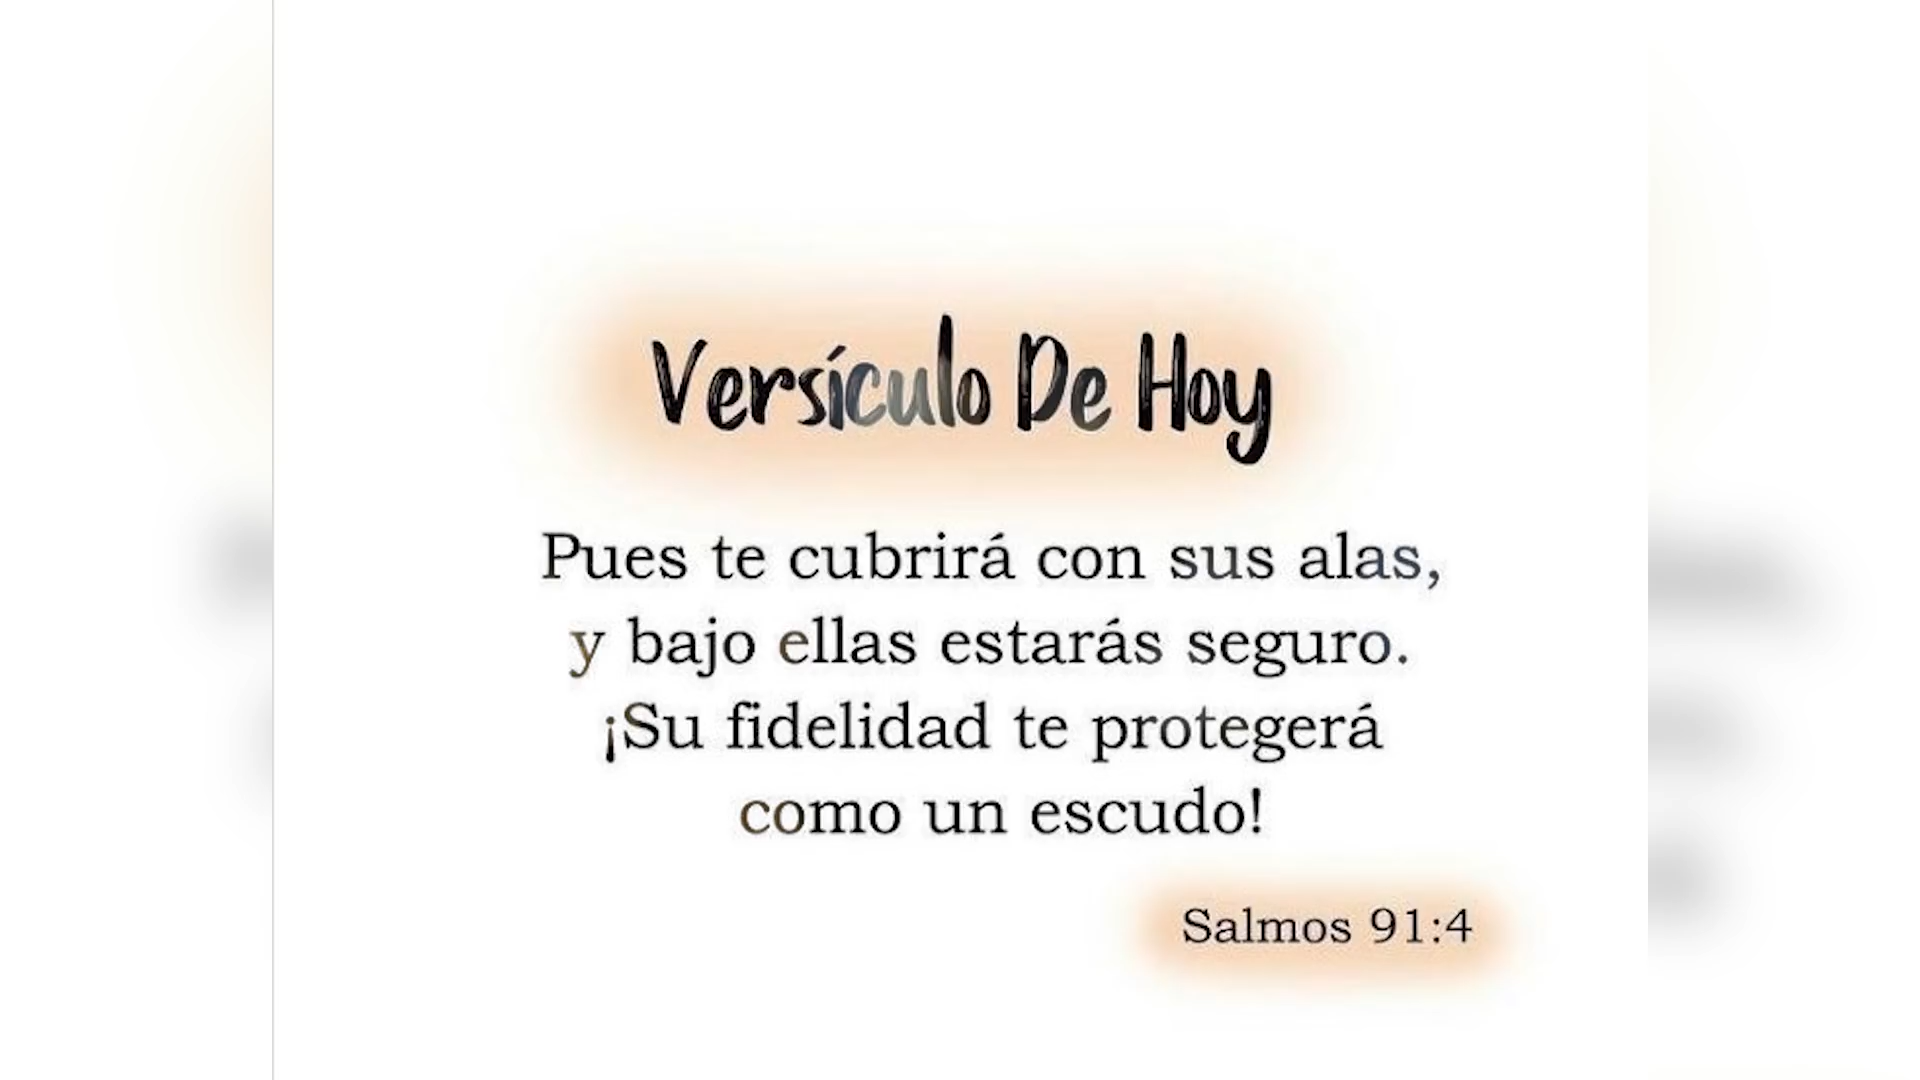 Versículo De Hoy
Pues te cubrirá con sus alas,
y bajo ellas estarás seguro.
¡Su fidelidad te protegerá
como un escudo!
Salmos 91:4